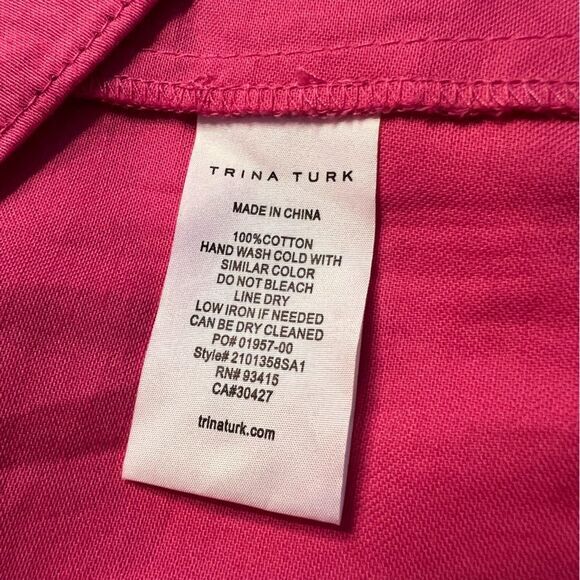 TRINA TURK
MADE IN CHINA
100%COTTON
HAND WASH COLD WITH
SIMILAR COLOR
DO NOT BLEACH
LINE DRY
LOW IRON IF NEEDED
CAN BE DRY CLEANED
PO# 01957-00
Style# 2101358SA1
RN# 93415
CA#30427
trinaturk.com